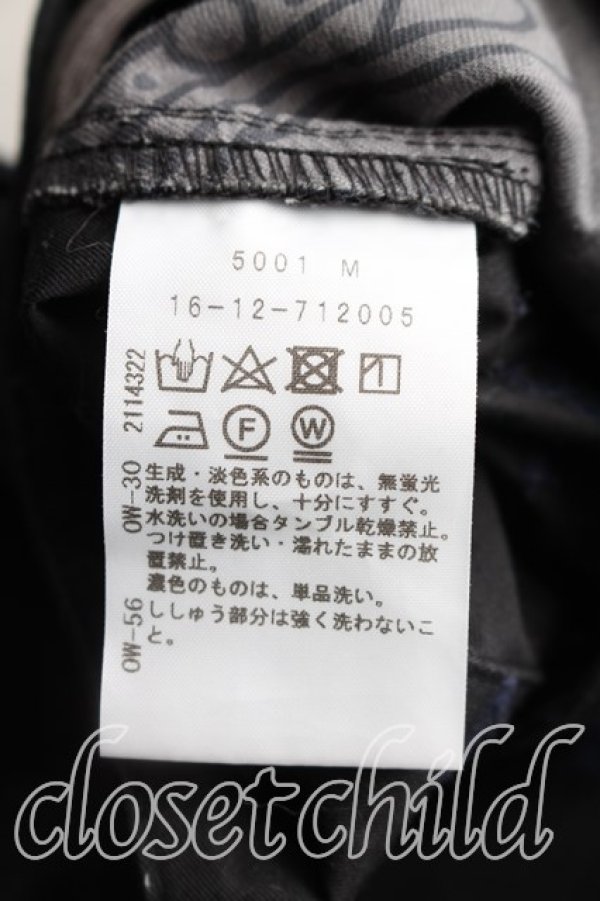 5001 M
16-12-712005
2114322
OW-30
OW-56
F W
生成・淡色系のものは、無蛍光
洗剤を使用し、十分にすすぐ。
水洗いの場合タンブル乾燥禁止。
つけ置き洗い・濡れたままの放
置禁止。
濃色のものは、単品洗い。
ししゅう部分は強く洗わないこ
と。
closet child